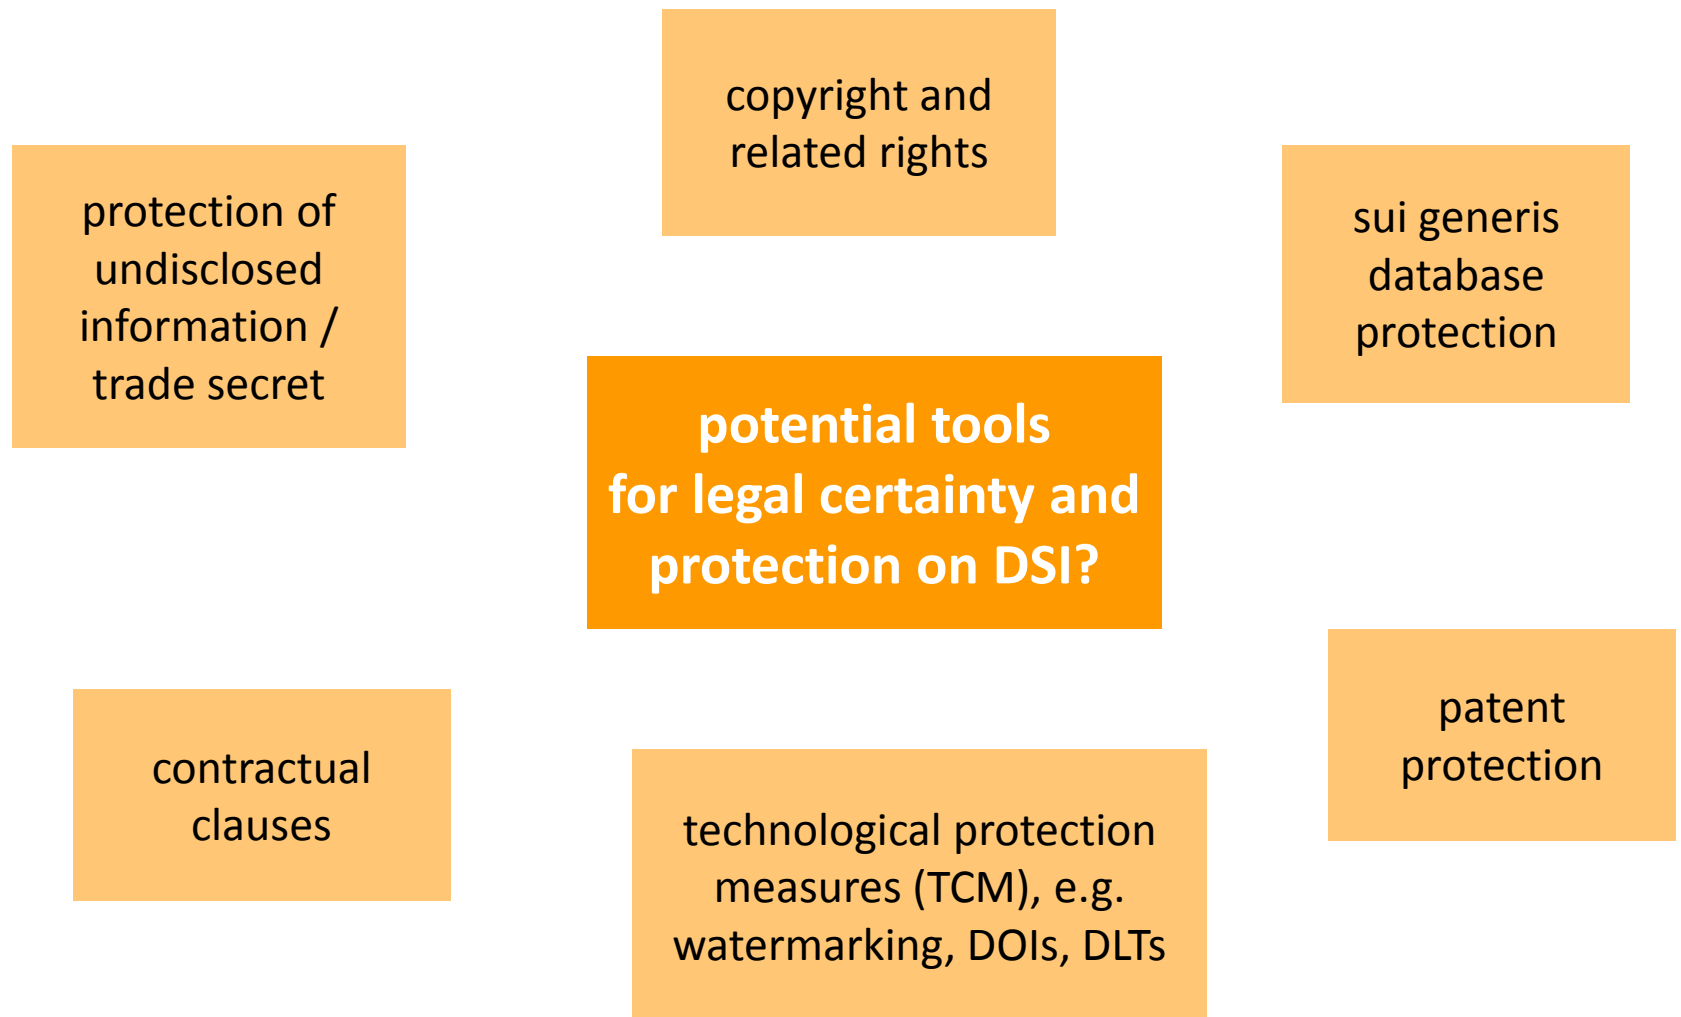 copyright and
related rights
protection of
undisclosed
information /
trade secret
sui generis
database
protection
potential tools
for legal certainty and
protection on DSI?
patent
protection
contractual
clauses
technological protection
measures (TCM), e.g.
watermarking, DOIs, DLTs